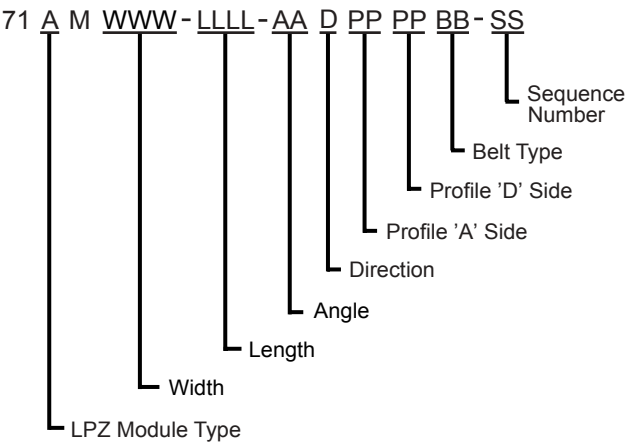 71 A M WWW-LLLL-AA D PP PP BB-SS
Sequence
Number
Belt Type
Profile 'D' Side
Profile 'A' Side
Direction
Angle
Length
Width
LPZ Module Type